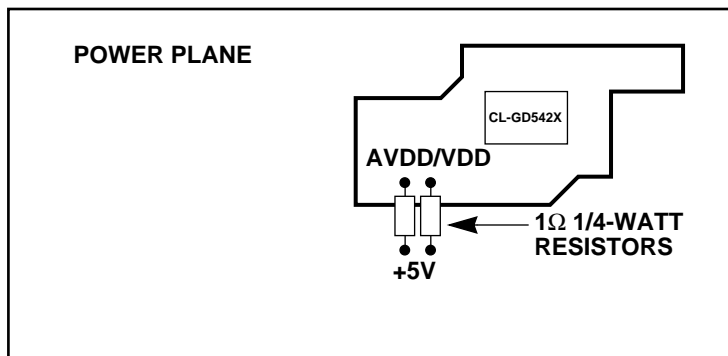 POWER PLANE
CL-GD542X
AVDD/VDD
1Ω 1/4-WATT
RESISTORS
+5V